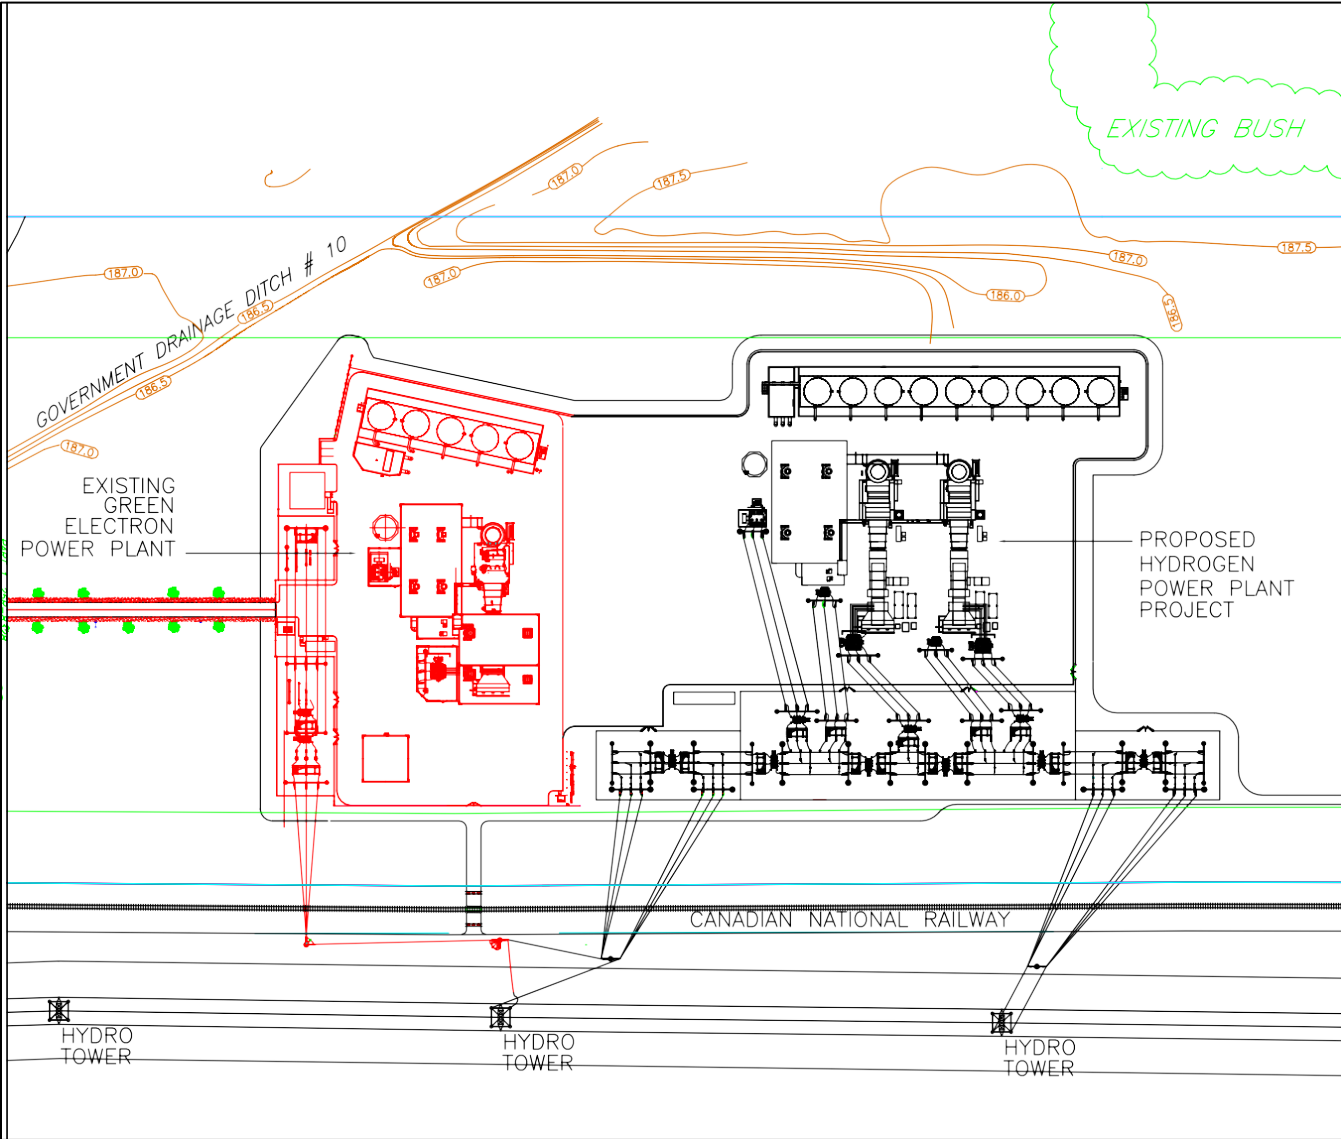 EXISTING BUSH
187.0
187.5
GOVERNMENT DRAINAGE DITCH # 10
187.0
187.0
187.0
187.5
186.0
186.5
186.5
186.5
187.0
EXISTING
GREEN
ELECTRON
POWER PLANT
PROPOSED
HYDROGEN
POWER PLANT
PROJECT
CANADIAN NATIONAL RAILWAY
HYDRO
TOWER
HYDRO
TOWER
HYDRO
TOWER